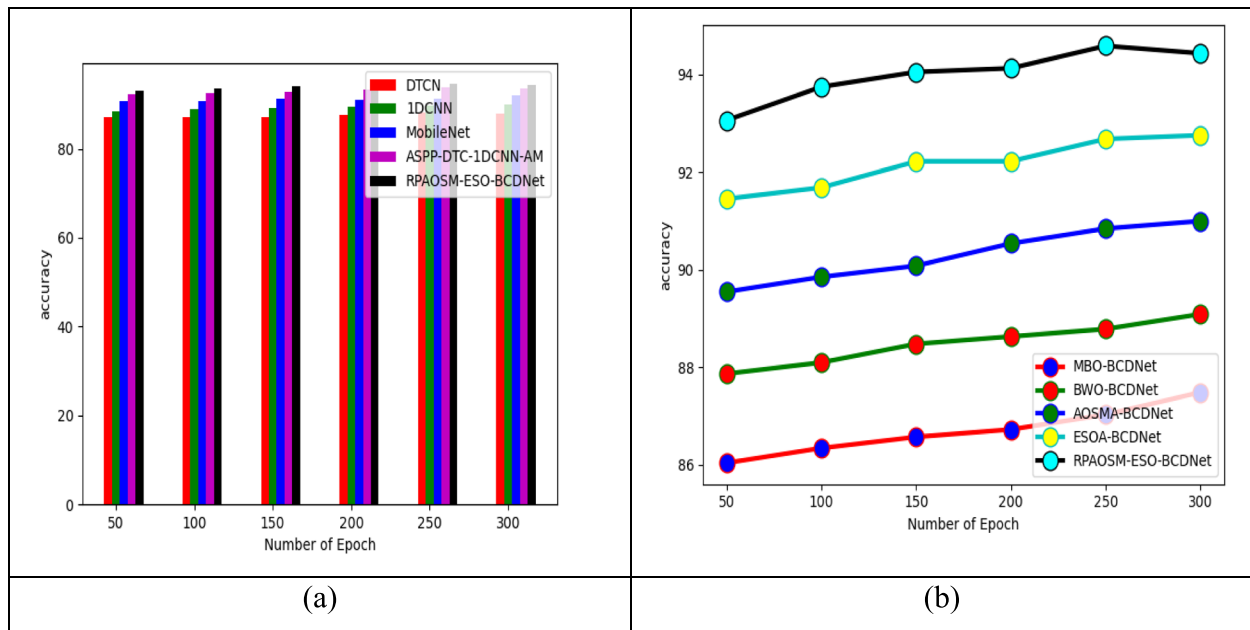 accuracy
80
60
40
20
0
50 100 150 200 250 300
Number of Epoch
DTCN
1DCNN
MobileNet
ASPP-DTC-1DCNN-AM
RPAOSM-ESO-BCDNet
(a)
accuracy
94
92
90
88
86
50 100 150 200 250 300
Number of Epoch
MBO-BCDNet
BWO-BCDNet
AOSMA-BCDNet
ESOA-BCDNet
RPAOSM-ESO-BCDNet
(b)